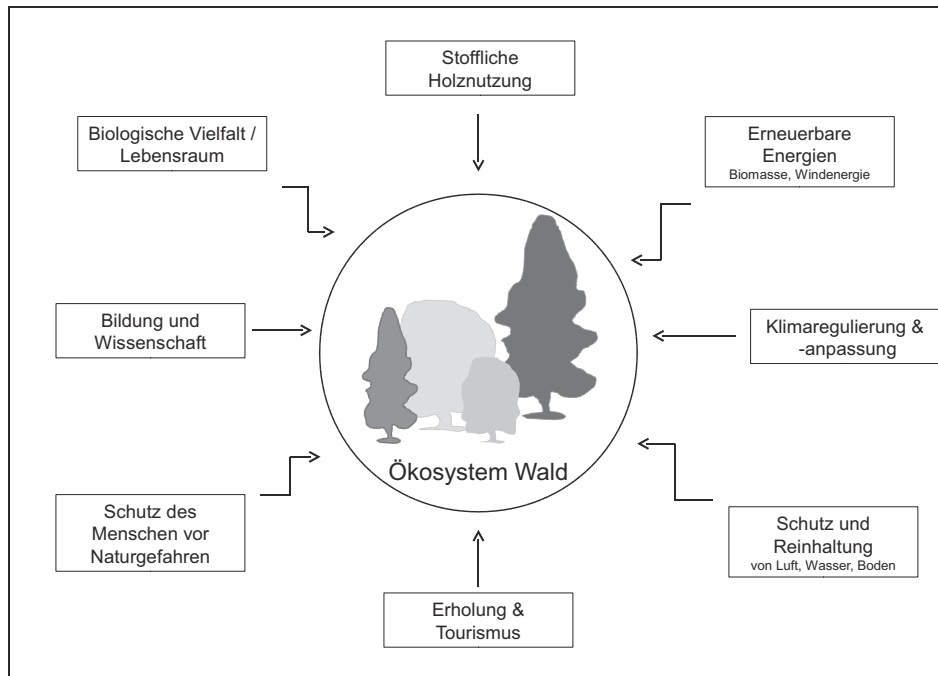 Stoffliche
Holznutzung
Biologische Vielfalt /
Lebensraum
Erneuerbare
Energien
Biomasse, Windenergie
Bildung und
Wissenschaft
Klimaregulierung &
-anpassung
Ökosystem Wald
Schutz des
Menschen vor
Naturgefahren
Schutz und
Reinhaltung
von Luft, Wasser, Boden
Erholung &
Tourismus